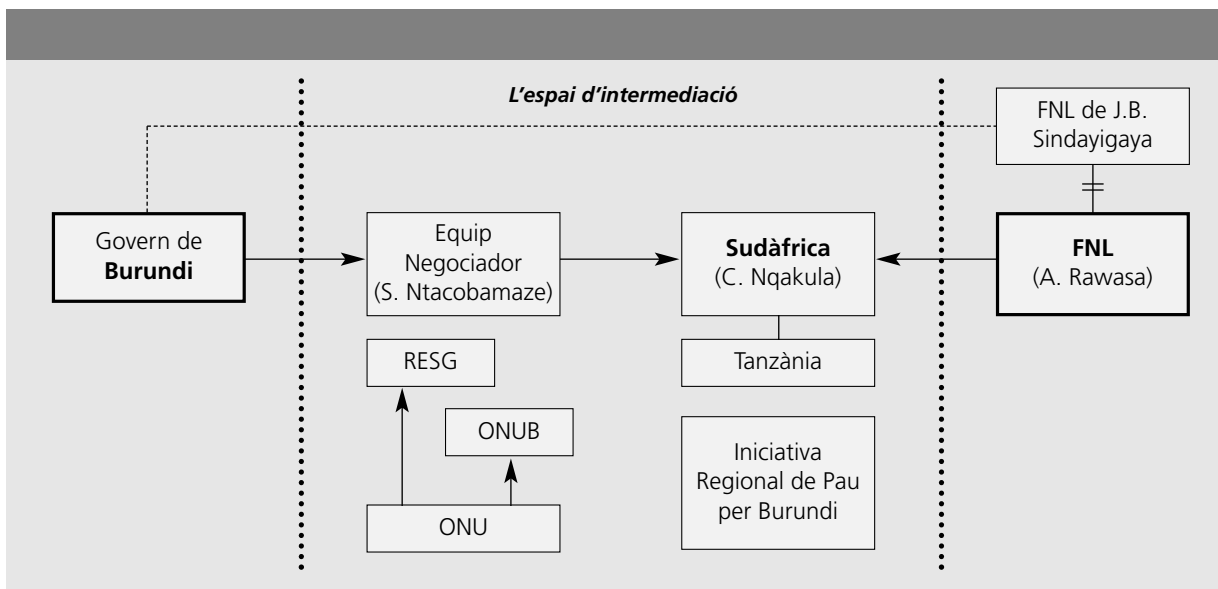 L'espai d'intermediació
FNL de J.B.
Sindayigaya
Govern de
Burundi
Equip
Negociador
(S. Ntacobamaze)
Sudàfrica
(C. Nqakula)
FNL
(A. Rawasa)
RESG
Tanzània
ONUB
Iniciativa
Regional de Pau
per Burundi
ONU